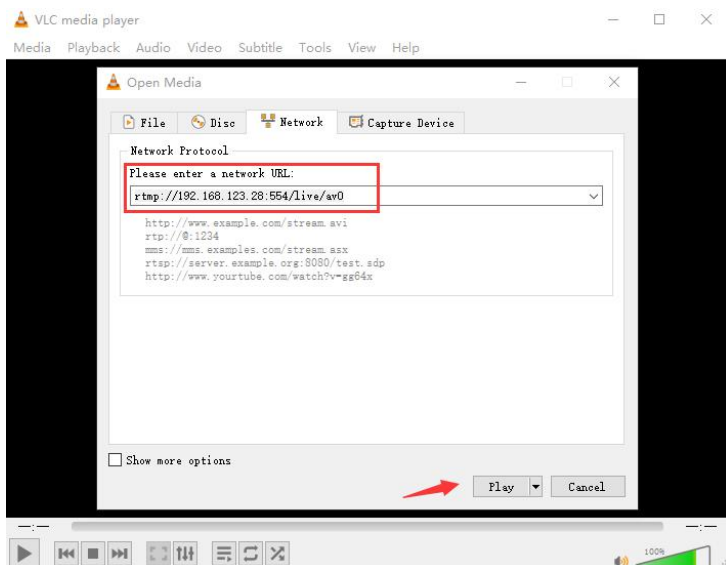 VLC media player
Media Playback Audio Video Subtitle Tools View Help
Open Media
File Disc Network Capture Device
Network Protocol
Please enter a network URL:
rtmp://192.168.123.28:554/live/av0
http://www.example.com/stream.avi
rtp://@:1234
mms://mms.examples.com/stream.asx
rtsp://server.example.org:8080/test.sdp
http://www.yourtube.com/watch?v=gg64x
Show more options
Play Cancel
--:-- --:--
100%